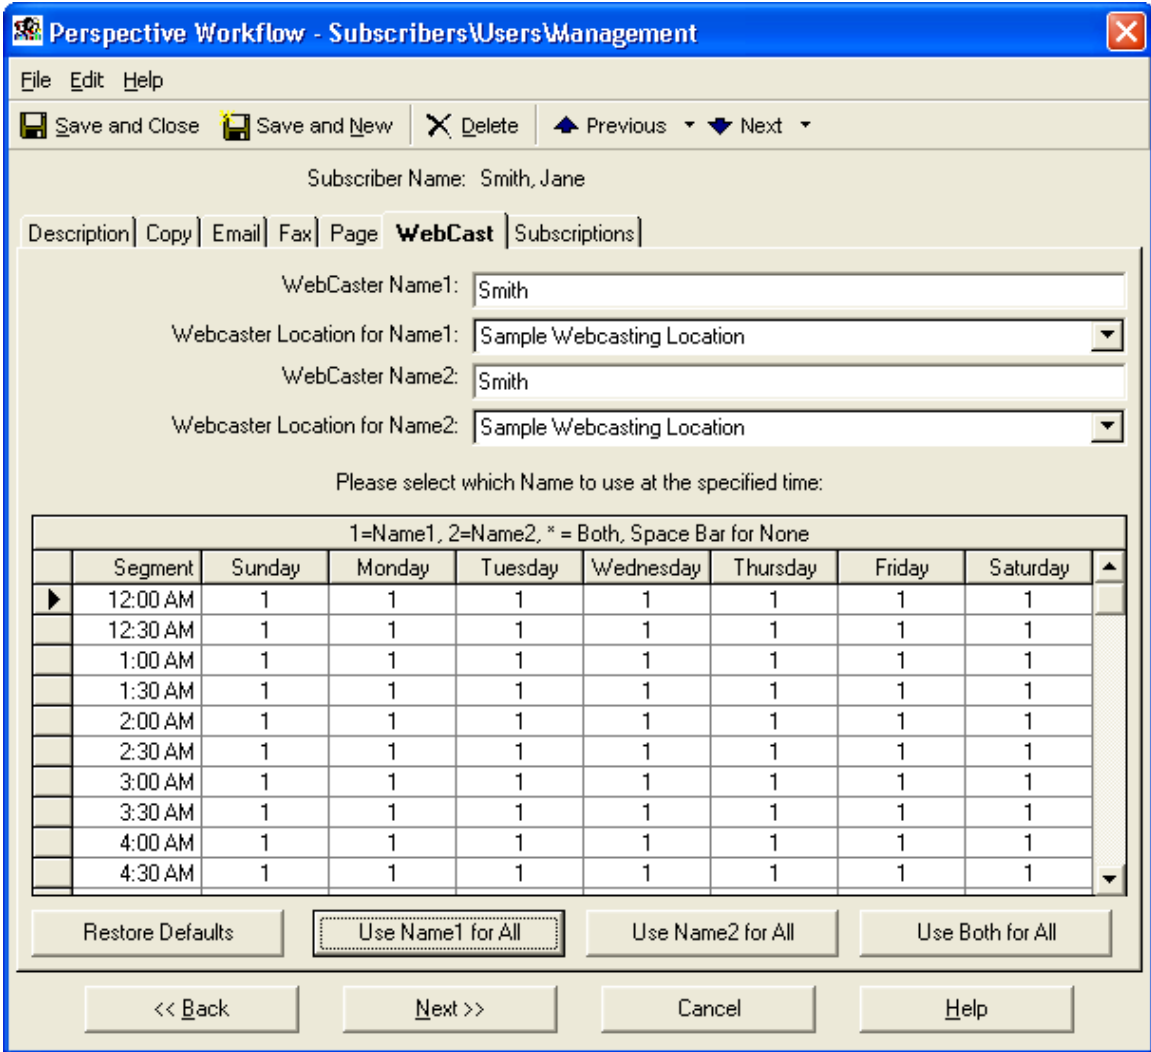 Perspective Workflow - Subscribers\Users\Management
File Edit Help
Save and Close Save and New Delete Previous Next
Subscriber Name: Smith, Jane
Description Copy Email Fax Page WebCast Subscriptions
WebCaster Name1: Smith
Webcaster Location for Name1: Sample Webcasting Location
WebCaster Name2: Smith
Webcaster Location for Name2: Sample Webcasting Location
Please select which Name to use at the specified time:
1=Name1, 2=Name2, * = Both, Space Bar for None
Segment Sunday Monday Tuesday Wednesday Thursday Friday Saturday
12:00 AM 1 1 1 1 1 1 1
12:30 AM 1 1 1 1 1 1 1
1:00 AM 1 1 1 1 1 1 1
1:30 AM 1 1 1 1 1 1 1
2:00 AM 1 1 1 1 1 1 1
2:30 AM 1 1 1 1 1 1 1
3:00 AM 1 1 1 1 1 1 1
3:30 AM 1 1 1 1 1 1 1
4:00 AM 1 1 1 1 1 1 1
4:30 AM 1 1 1 1 1 1 1
Restore Defaults Use Name1 for All Use Name2 for All Use Both for All
<< Back Next >> Cancel Help